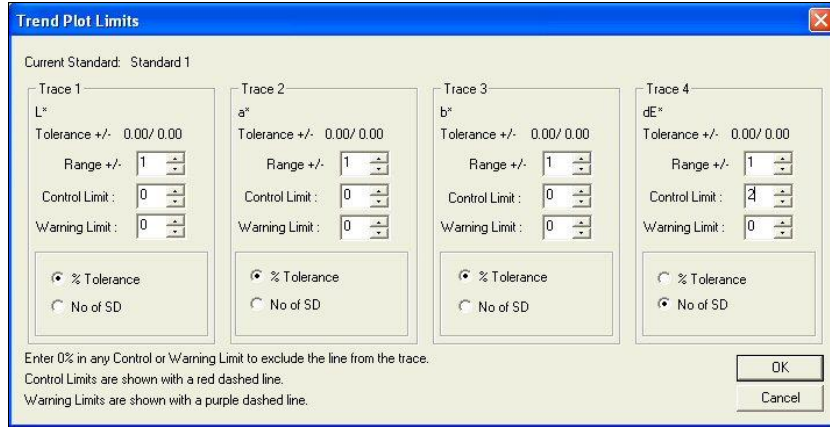 Trend Plot Limits
Current Standard: Standard 1
Trace 1
L*
Tolerance +/- 0.00/ 0.00
Range +/- 1
Control Limit : 0
Warning Limit : 0
% Tolerance
No of SD
Trace 2
a*
Tolerance +/- 0.00/ 0.00
Range +/- 1
Control Limit : 0
Warning Limit : 0
% Tolerance
No of SD
Trace 3
b*
Tolerance +/- 0.00/ 0.00
Range +/- 1
Control Limit : 0
Warning Limit : 0
% Tolerance
No of SD
Trace 4
dE*
Tolerance +/- 0.00/ 0.00
Range +/- 1
Control Limit : 2
Warning Limit : 0
% Tolerance
No of SD
Enter 0% in any Control or Warning Limit to exclude the line from the trace.
Control Limits are shown with a red dashed line.
Warning Limits are shown with a purple dashed line.
OK
Cancel